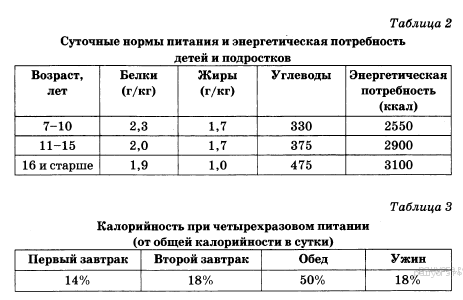 Таблица 2
Суточные нормы питания и энергетическая потребность
детей и подростков
Возраст, лет Белки (г/кг) Жиры (г/кг) Углеводы Энергетическая потребность (ккал)
7–10 2,3 1,7 330 2550
11–15 2,0 1,7 375 2900
16 и старше 1,9 1,0 475 3100
Таблица 3
Калорийность при четырехразовом питании
(от общей калорийности в сутки)
Первый завтрак Второй завтрак Обед Ужин
14% 18% 50% 18%